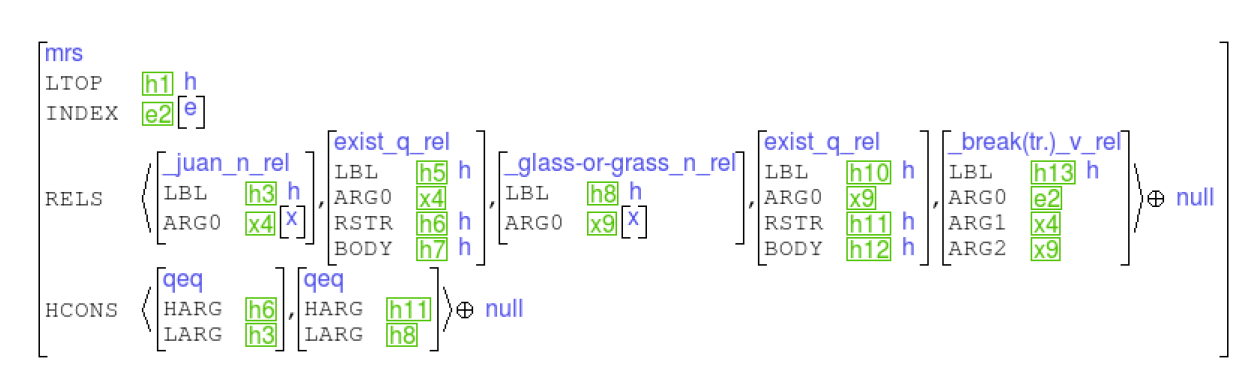 mrs
LTOP h1 h
INDEX e2 [e]
RELS ⟨ [_juan_n_rel LBL h3 h ARG0 x4 [x]], [exist_q_rel LBL h5 h ARG0 x4 RSTR h6 h BODY h7 h], [_glass-or-grass_n_rel LBL h8 h ARG0 x9 [x]], [exist_q_rel LBL h10 h ARG0 x9 RSTR h11 h BODY h12 h], [_break(tr.)_v_rel LBL h13 h ARG0 e2 ARG1 x4 ARG2 x9] ⟩ ⊕ null
HCONS ⟨ [qeq HARG h6 LARG h3], [qeq HARG h11 LARG h8] ⟩ ⊕ null